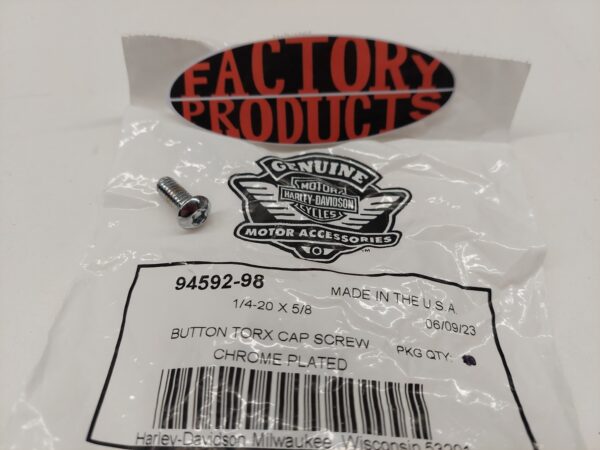 FACTORY
PRODUCTS
GENUINE
MOTOR
HARLEY-DAVIDSON
CYCLES
MOTOR ACCESSORIES
TM
94592-98
MADE IN THE U.S.A.
1/4-20 X 5/8
06/09/23
BUTTON TORX CAP SCREW
PKG QTY:
CHROME PLATED
Harley-Davidson Milwaukee, Wisconsin